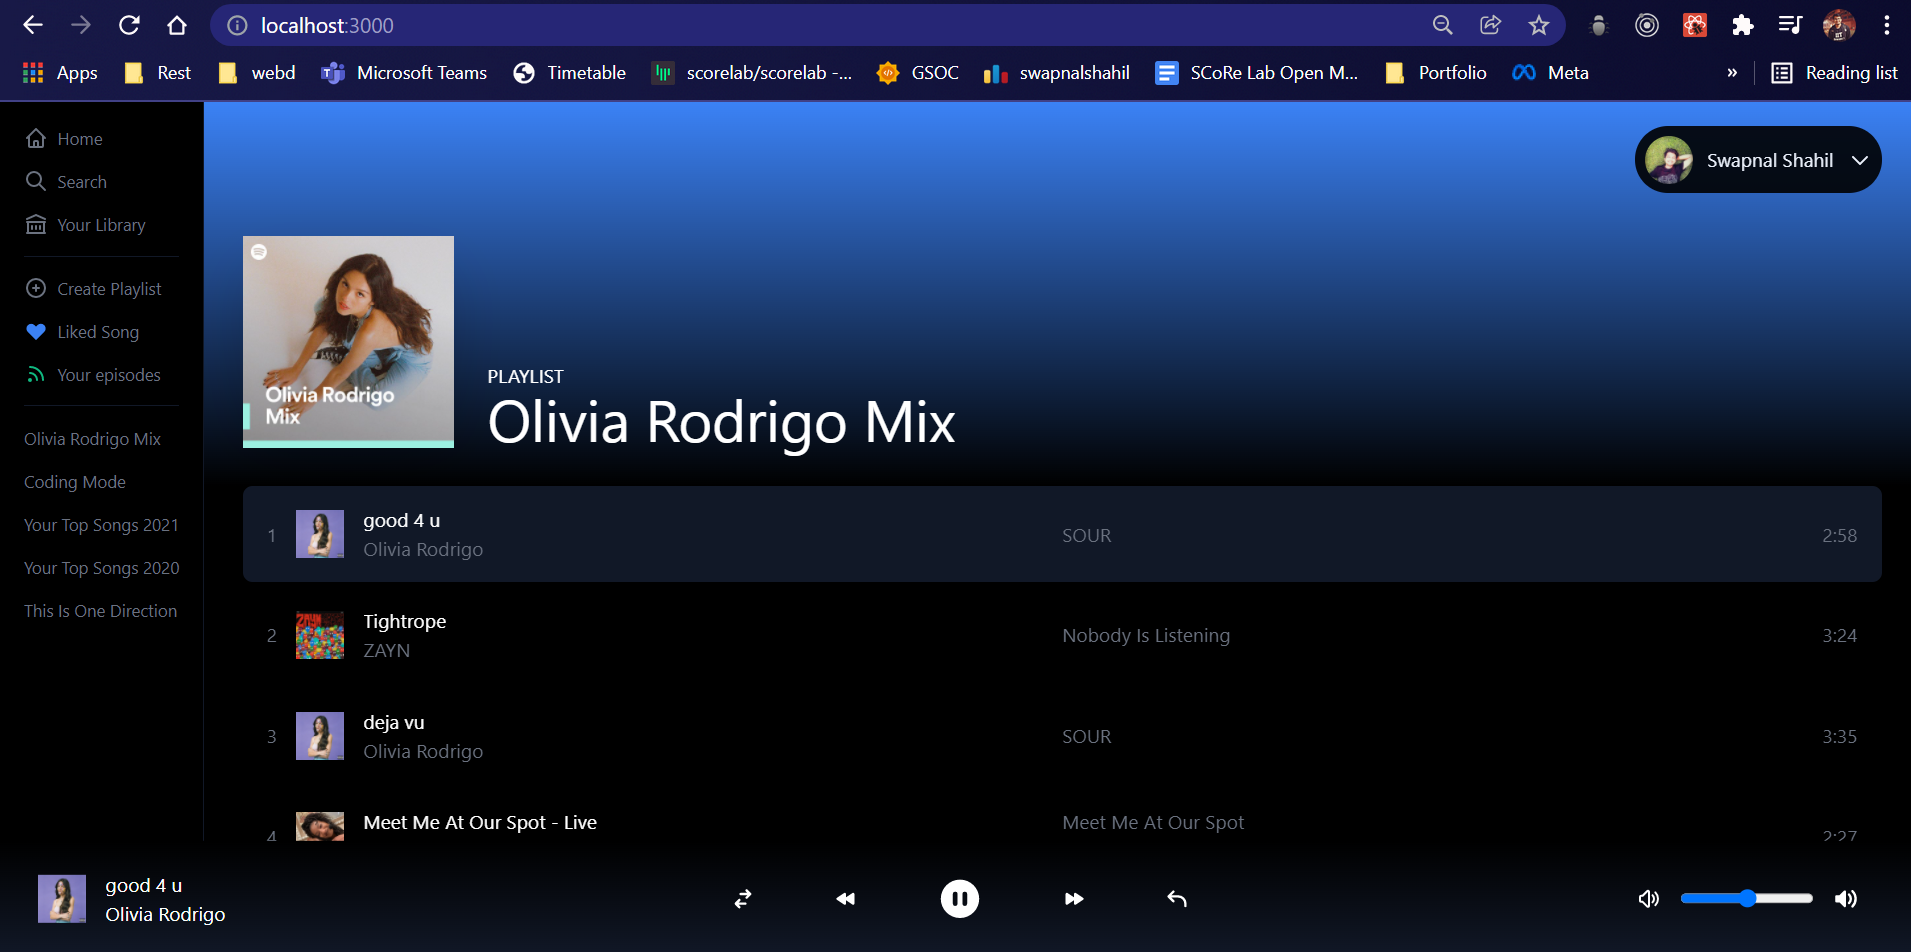 localhost:3000
Apps
Rest
webd
Microsoft Teams
Timetable
scorelab/scorelab -...
GSOC
swapnalshahil
SCoRe Lab Open M...
Portfolio
Meta
»
Reading list
Home
Search
Your Library
Create Playlist
Liked Song
Your episodes
Olivia Rodrigo Mix
Coding Mode
Your Top Songs 2021
Your Top Songs 2020
This Is One Direction
Swapnal Shahil
Olivia Rodrigo
Mix
PLAYLIST
Olivia Rodrigo Mix
1
good 4 u
Olivia Rodrigo
SOUR
2:58
2
ZAYN
Tightrope
ZAYN
Nobody Is Listening
3:24
3
deja vu
Olivia Rodrigo
SOUR
3:35
4
Meet Me At Our Spot - Live
Meet Me At Our Spot
2:27
good 4 u
Olivia Rodrigo